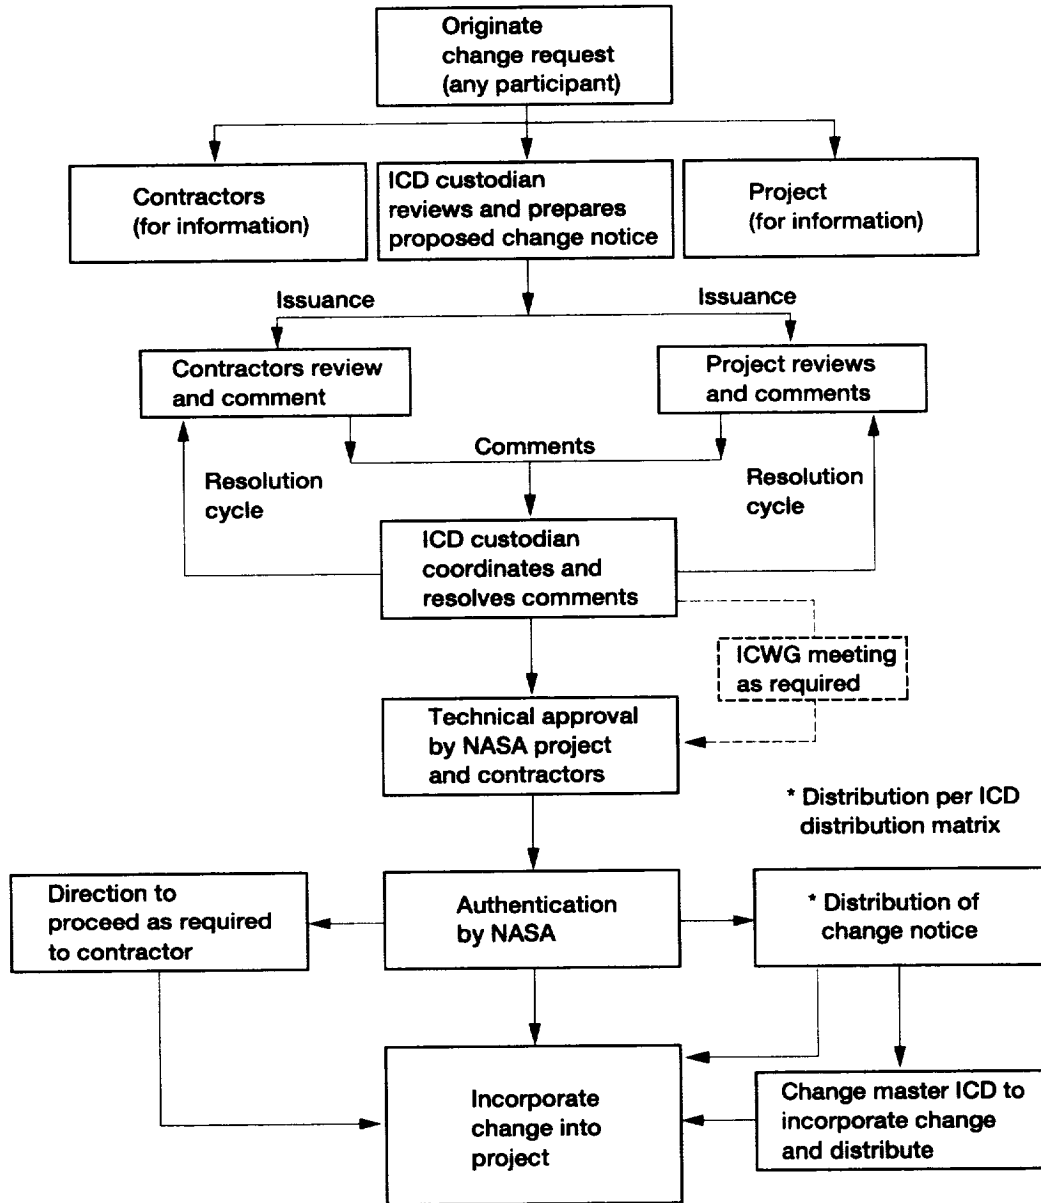 Originate
change request
(any participant)
Contractors
(for information)
ICD custodian
reviews and prepares
proposed change notice
Project
(for information)
Issuance
Issuance
Contractors review
and comment
Project reviews
and comments
Comments
Resolution
cycle
Resolution
cycle
ICD custodian
coordinates and
resolves comments
ICWG meeting
as required
Technical approval
by NASA project
and contractors
* Distribution per ICD
distribution matrix
Direction to
proceed as required
to contractor
Authentication
by NASA
* Distribution of
change notice
Incorporate
change into
project
Change master ICD to
incorporate change
and distribute